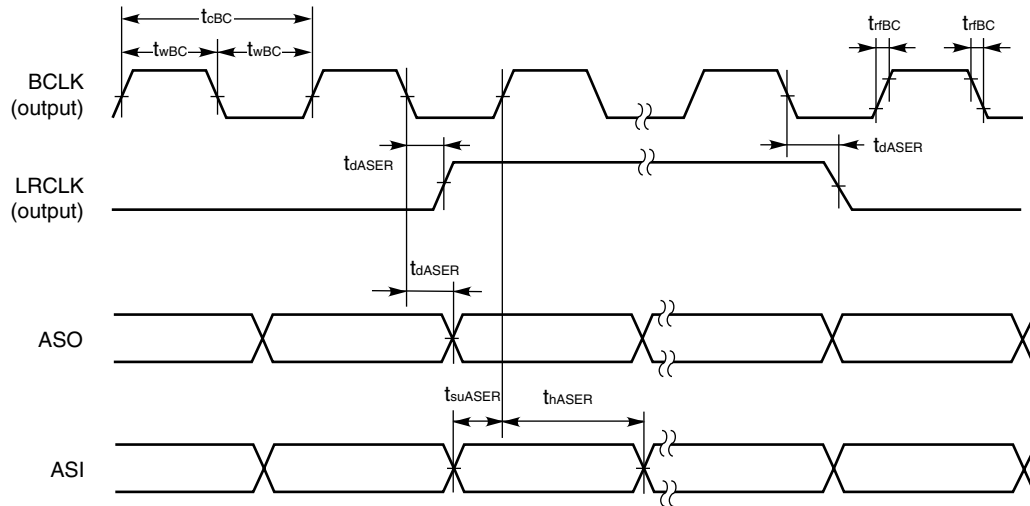 tcBC
twBC twBC
trfBC trfBC
BCLK
(output)
tdASER tdASER
LRCLK
(output)
tdASER
ASO
tsuASER thASER
ASI